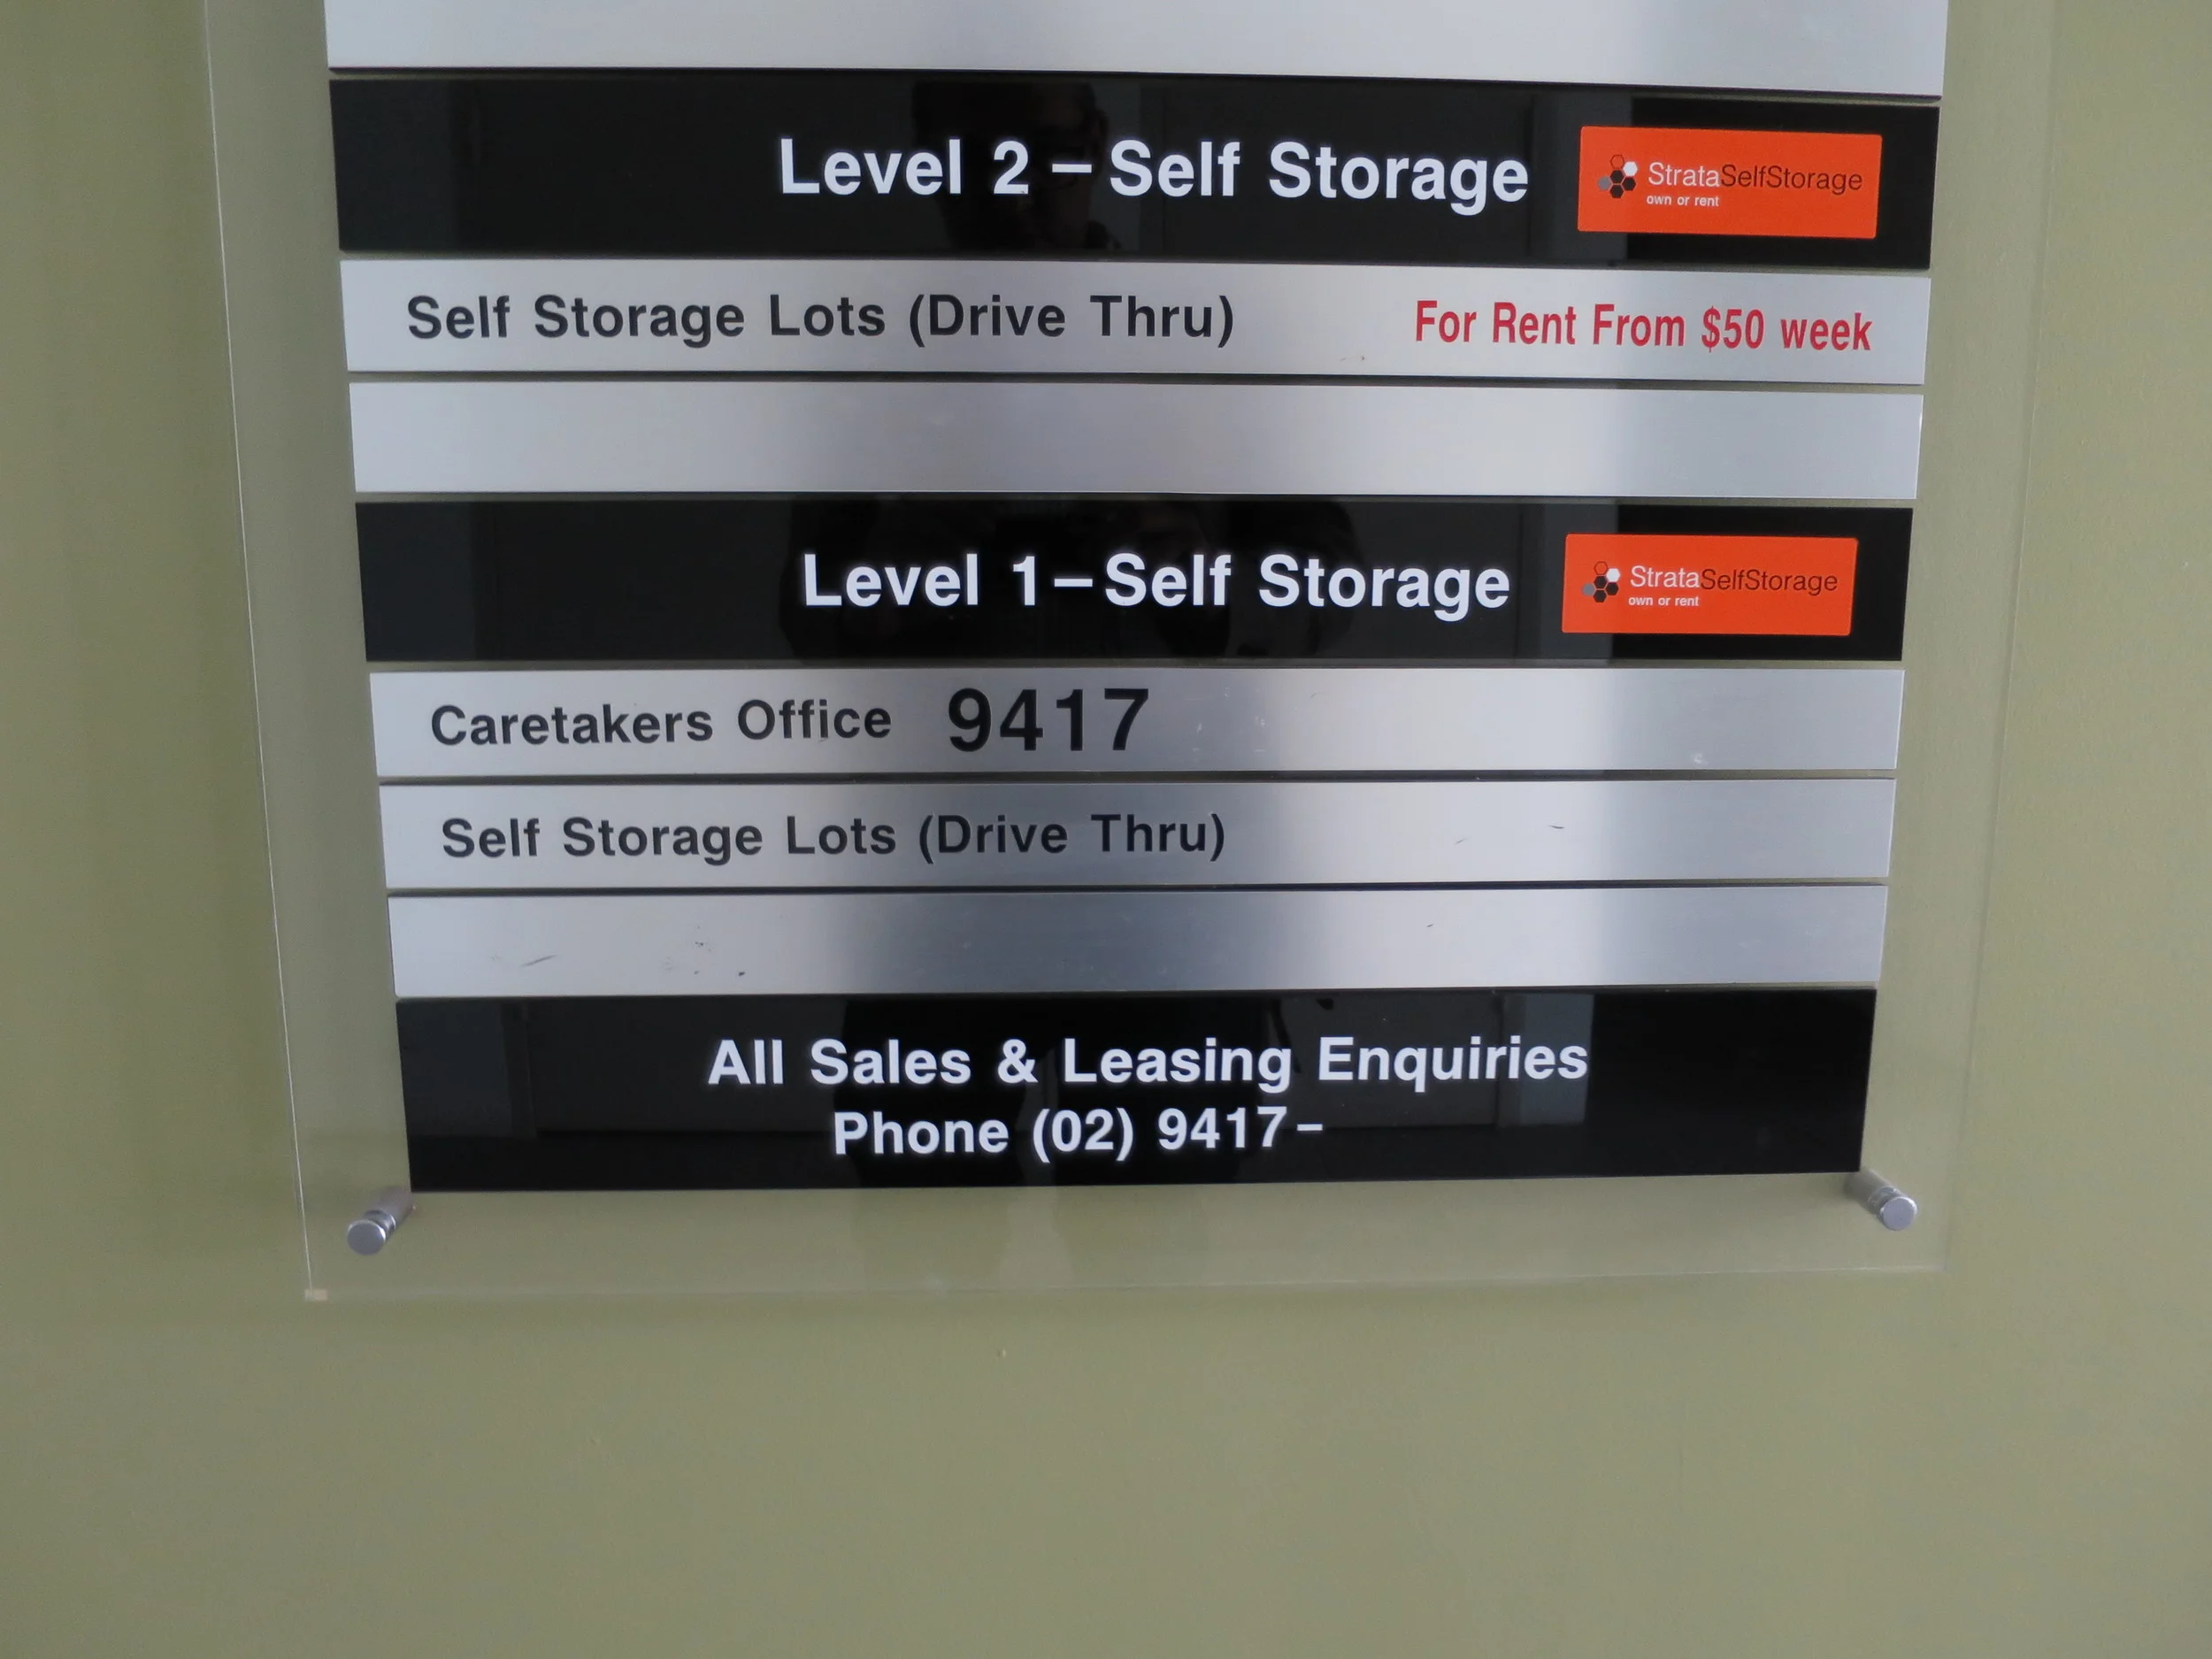 Level 2 – Self Storage
StrataSelfStorage
own or rent
Self Storage Lots (Drive Thru) For Rent From $50 week
Level 1 – Self Storage
StrataSelfStorage
own or rent
Caretakers Office 9417
Self Storage Lots (Drive Thru)
All Sales & Leasing Enquiries
Phone (02) 9417 –